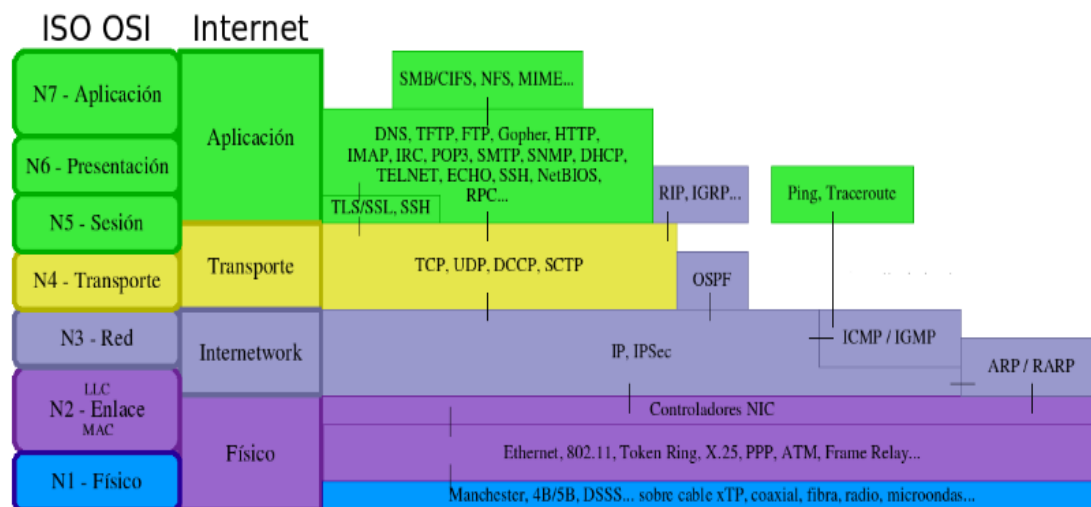 ISO OSI
Internet
N7 - Aplicación
N6 - Presentación
N5 - Sesión
N4 - Transporte
N3 - Red
LLC
N2 - Enlace
MAC
N1 - Físico
Aplicación
Transporte
Internetwork
Físico
SMB/CIFS, NFS, MIME...
DNS, TFTP, FTP, Gopher, HTTP,
IMAP, IRC, POP3, SMTP, SNMP, DHCP,
TELNET, ECHO, SSH, NetBIOS,
RPC...
TLS/SSL, SSH
RIP, IGRP...
Ping, Traceroute
TCP, UDP, DCCP, SCTP
OSPF
IP, IPSec
ICMP / IGMP
ARP / RARP
Controladores NIC
Ethernet, 802.11, Token Ring, X.25, PPP, ATM, Frame Relay...
Manchester, 4B/5B, DSSS... sobre cable xTP, coaxial, fibra, radio, microondas...